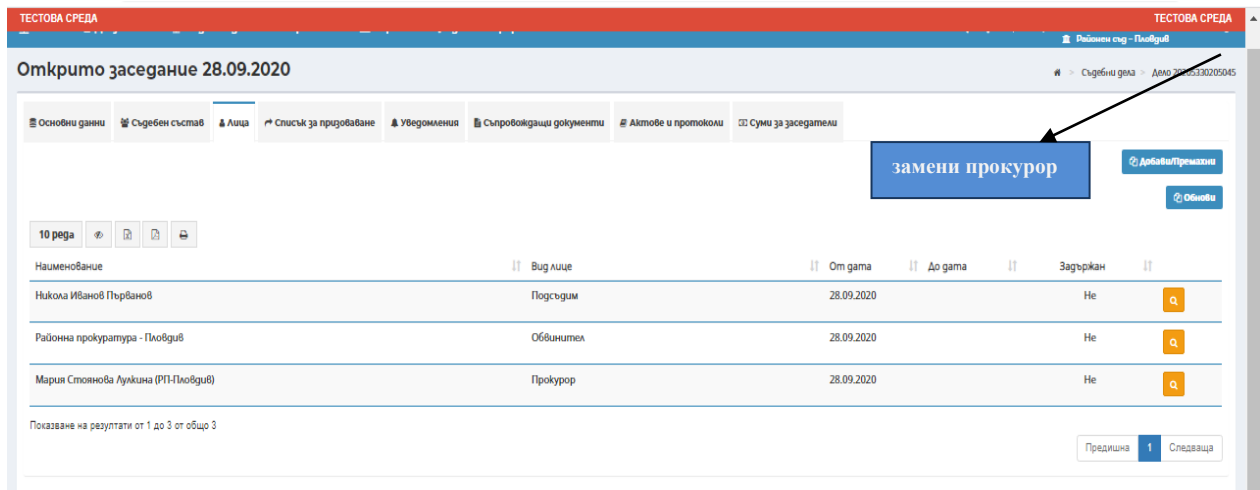 ТЕСТОВА СРЕДА ТЕСТОВА СРЕДА
Районен съд – Пловдив
Открито заседание 28.09.2020
> Съдебни дела > Дело 20205330205045
Основни данни Съдебен състав Лица Списък за призоваване Уведомления Съпровождащи документи Актове и протоколи Суми за заседатели
замени прокурор
Добави/Премахни
Обнови
10 реда
Наименование Вид лице От дата До дата Задържан
Никола Иванов Първанов Подсъдим 28.09.2020 Не
Районна прокуратура - Пловдив Обвинител 28.09.2020 Не
Мария Стоянова Лулкина (РП-Пловдив) Прокурор 28.09.2020 Не
Показване на резултати от 1 до 3 от общо 3
Предишна 1 Следваща